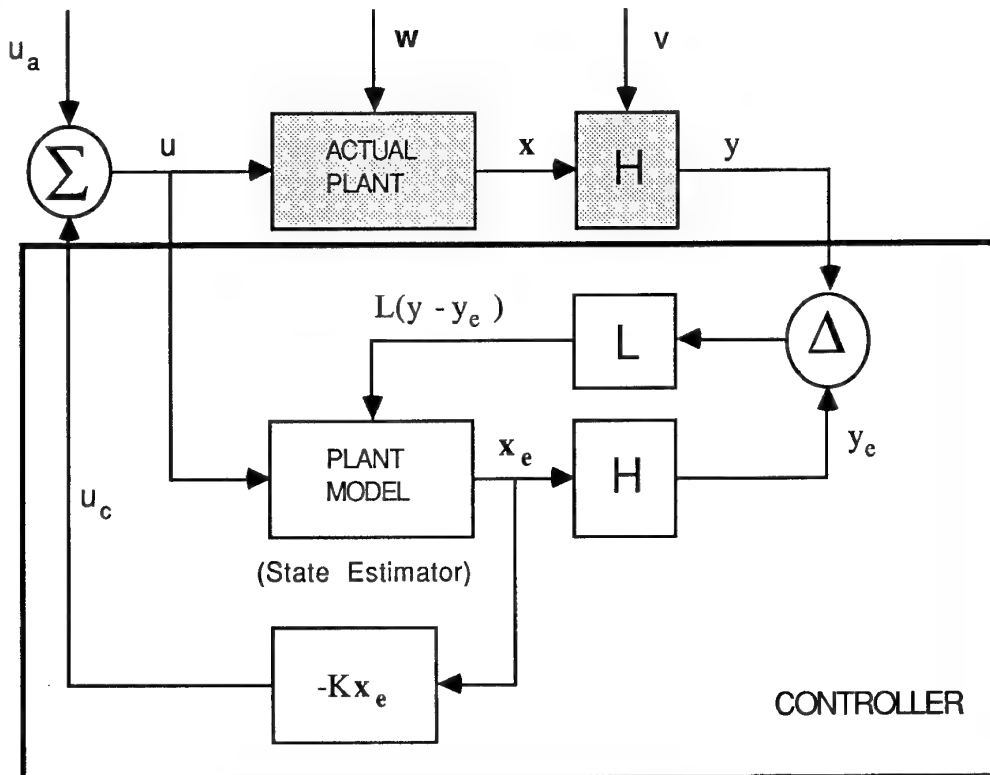 u_a
w
v
Σ
u
ACTUAL
PLANT
x
H
y
L(y - y_e )
L
Δ
PLANT
MODEL
x_e
H
y_e
u_c
(State Estimator)
-Kx_e
CONTROLLER